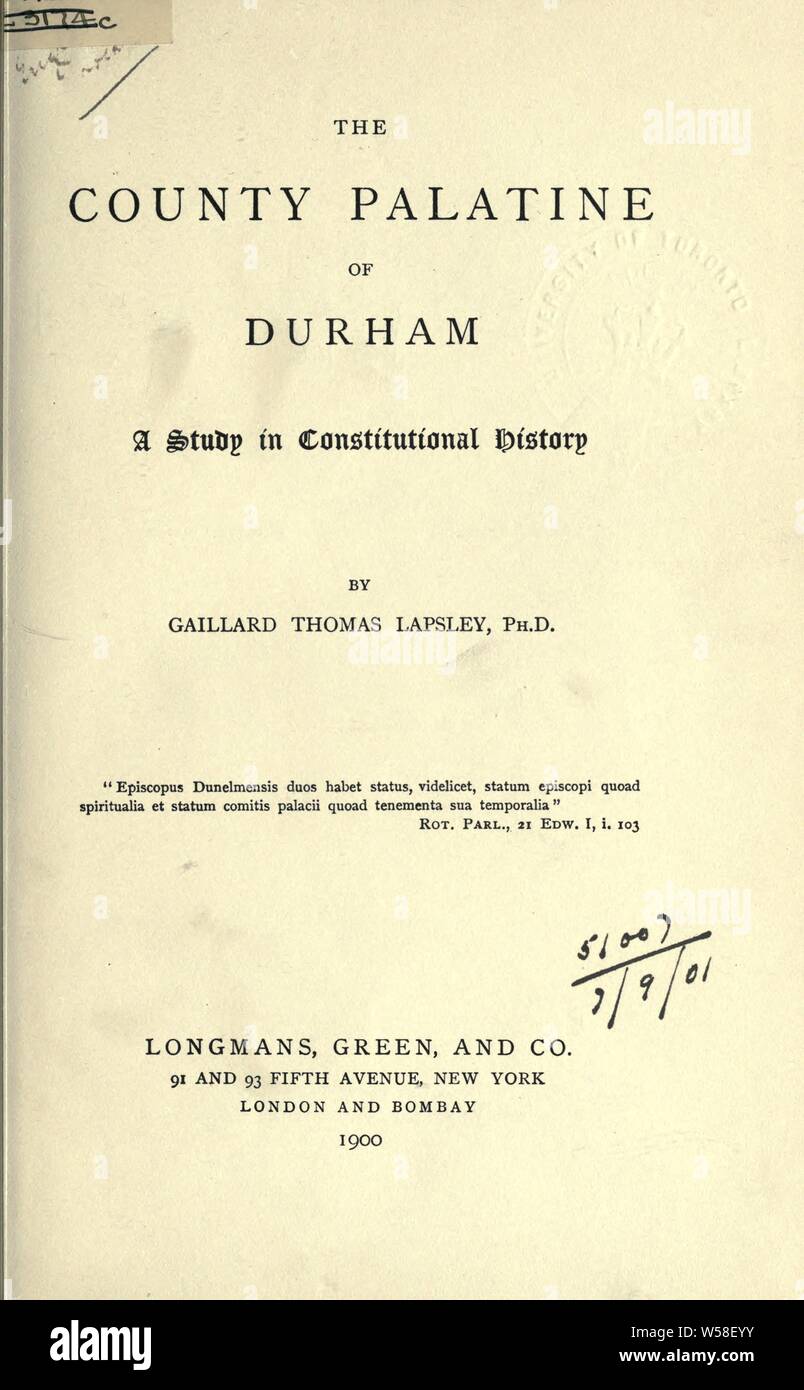 THE
COUNTY PALATINE
OF
DURHAM
A Study in Constitutional History
BY
GAILLARD THOMAS LAPSLEY, PH.D.
"Episcopus Dunelmensis duos habet status, videlicet, statum episcopi quoad
spiritualia et statum comitis palacii quoad tenementa sua temporalia"
ROT. PARL., 21 EDW. I, i. 103
51007
7/9/01
LONGMANS, GREEN, AND CO.
91 AND 93 FIFTH AVENUE, NEW YORK
LONDON AND BOMBAY
1900
alamy
Image ID: W58EYY
www.alamy.com